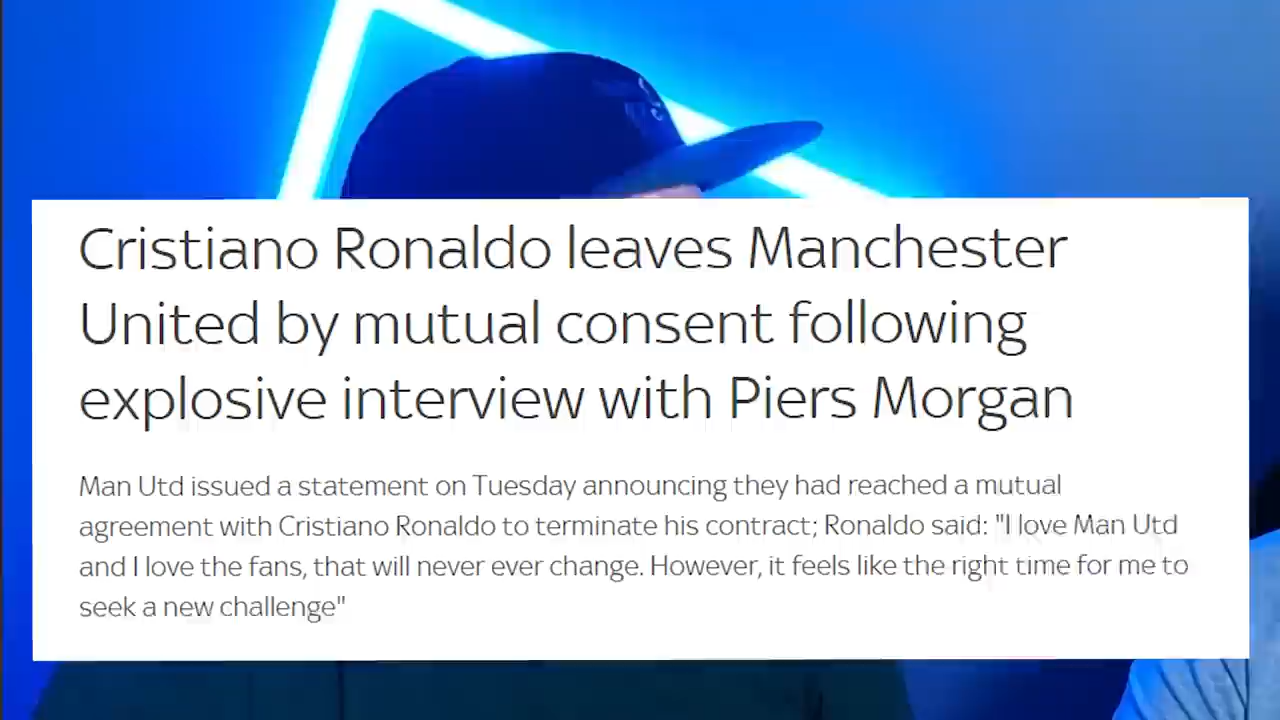 Cristiano Ronaldo leaves Manchester
United by mutual consent following
explosive interview with Piers Morgan
Man Utd issued a statement on Tuesday announcing they had reached a mutual
agreement with Cristiano Ronaldo to terminate his contract; Ronaldo said: "I love Man Utd
and I love the fans, that will never ever change. However, it feels like the right time for me to
seek a new challenge"